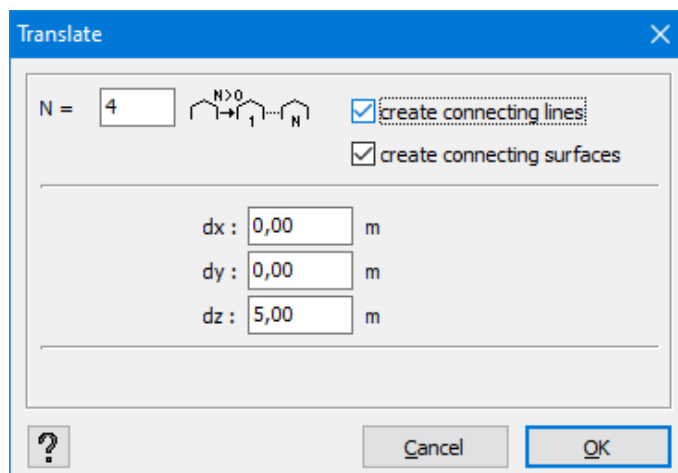 Translate
N = 4 N>0 1 N create connecting lines
create connecting surfaces
dx : 0,00 m
dy : 0,00 m
dz : 5,00 m
? Cancel OK